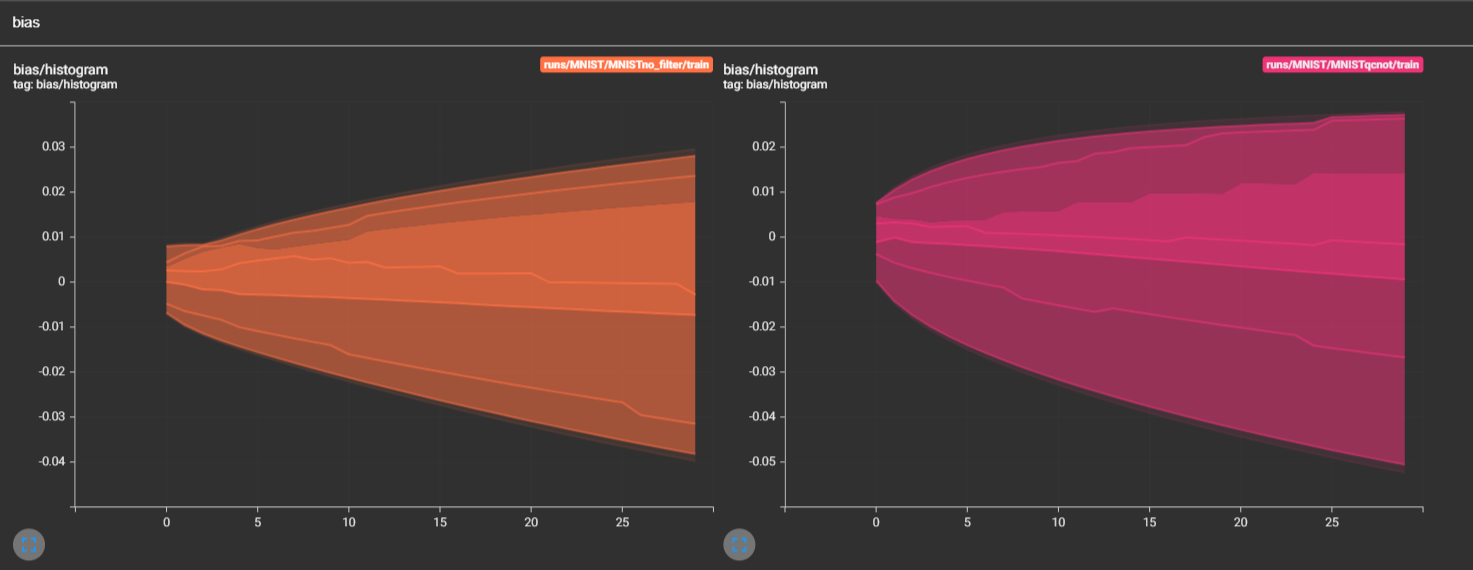 bias
bias/histogram
tag: bias/histogram
runs/MNIST/MNISTno_filter/train
0.03
0.02
0.01
0
-0.01
-0.02
-0.03
-0.04
0 5 10 15 20 25
bias/histogram
tag: bias/histogram
runs/MNIST/MNISTqcnot/train
0.02
0.01
0
-0.01
-0.02
-0.03
-0.04
-0.05
0 5 10 15 20 25